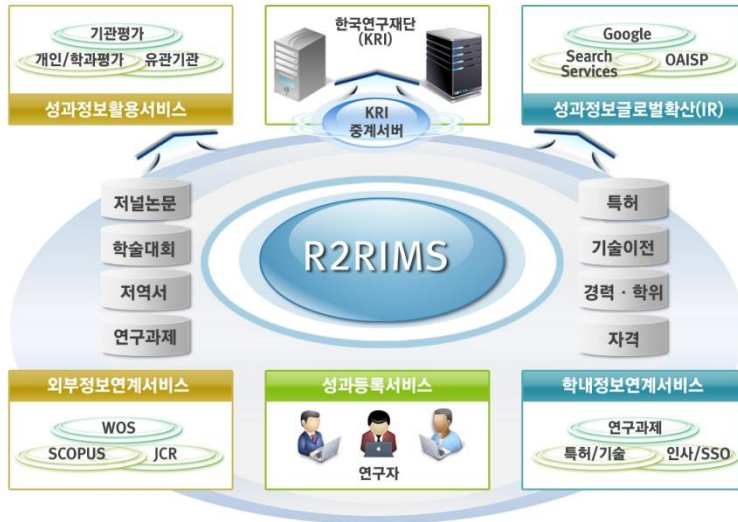 기관평가
개인/학과평가 유관기관
성과정보활용서비스
한국연구재단
(KRI)
KRI
중계서버
Google
Search
Services OAISP
성과정보글로벌확산(IR)
저널논문
학술대회
저역서
연구과제
R2RIMS
특허
기술이전
경력 · 학위
자격
외부정보연계서비스
WOS
SCOPUS JCR
성과등록서비스
연구자
학내정보연계서비스
연구과제
특허/기술 인사/SSO